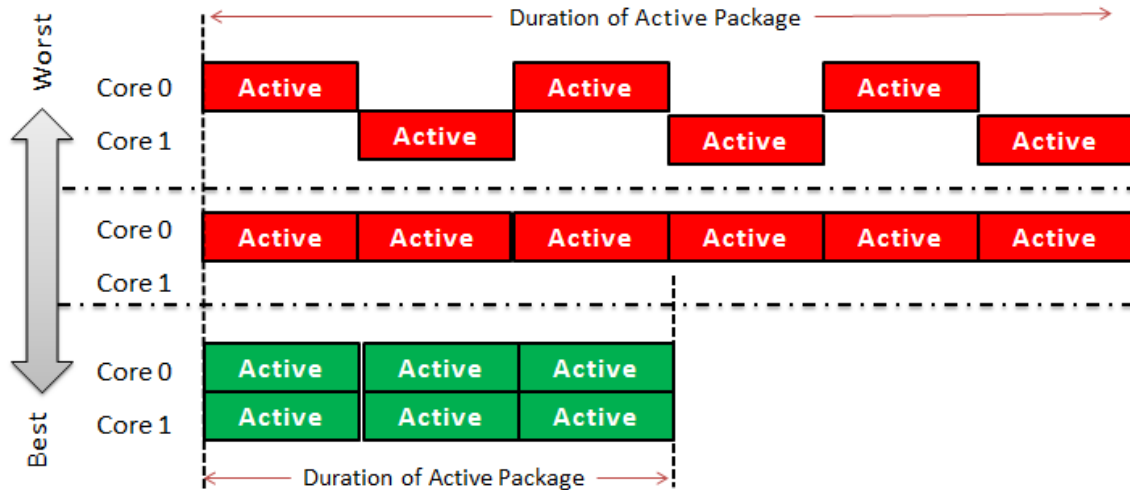 Duration of Active Package
Worst
Core 0 Active Active Active
Core 1 Active Active Active
Core 0 Active Active Active Active Active Active
Core 1
Core 0 Active Active Active
Core 1 Active Active Active
Best
Duration of Active Package